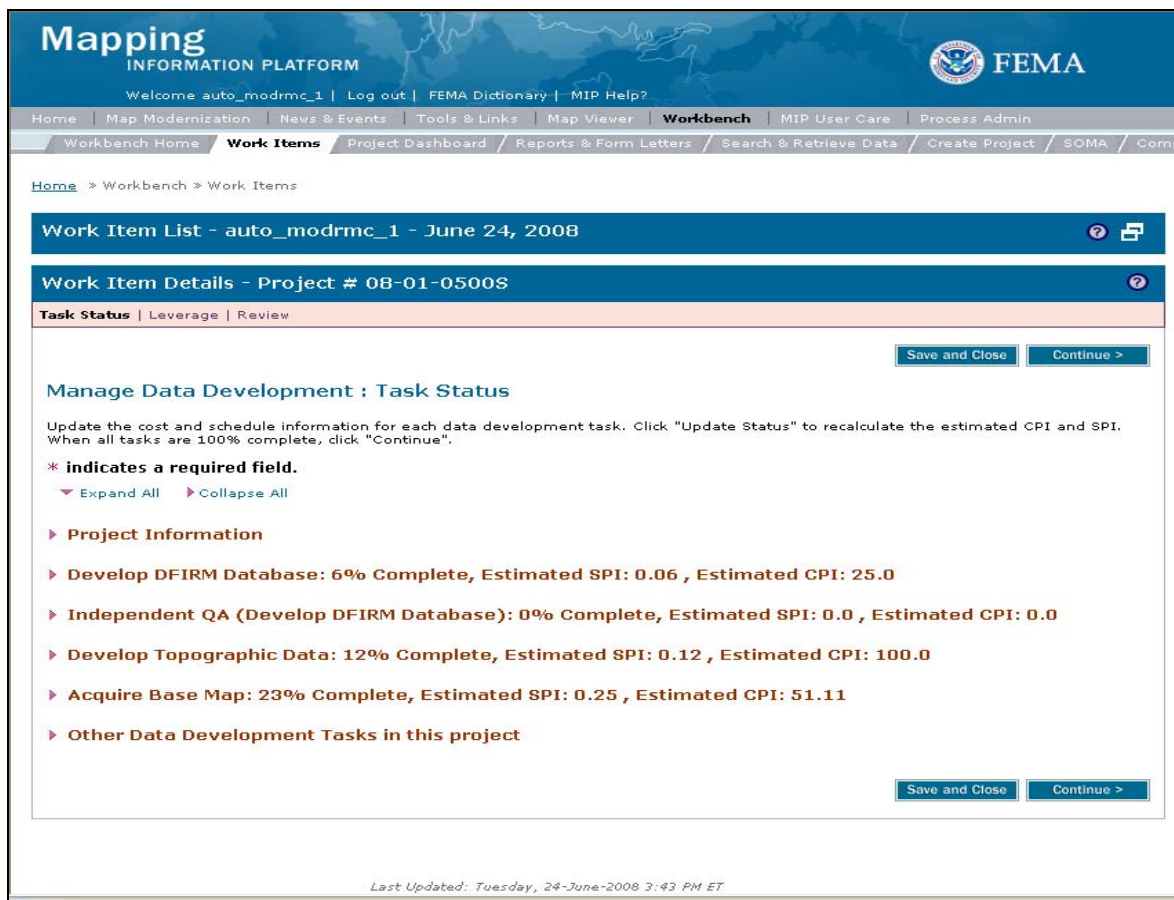 Mapping
INFORMATION PLATFORM
FEMA
Welcome auto_modrmc_1 | Log out | FEMA Dictionary | MIP Help?
Home | Map Modernization | News & Events | Tools & Links | Map Viewer | Workbench | MIP User Care | Process Admin
Workbench Home / Work Items / Project Dashboard / Reports & Form Letters / Search & Retrieve Data / Create Project / SOMA / Com
Home » Workbench » Work Items
Work Item List - auto_modrmc_1 - June 24, 2008
Work Item Details - Project # 08-01-0500S
Task Status | Leverage | Review
Save and Close Continue >
Manage Data Development : Task Status
Update the cost and schedule information for each data development task. Click "Update Status" to recalculate the estimated CPI and SPI.
When all tasks are 100% complete, click "Continue".
* indicates a required field.
Expand All Collapse All
Project Information
Develop DFIRM Database: 6% Complete, Estimated SPI: 0.06 , Estimated CPI: 25.0
Independent QA (Develop DFIRM Database): 0% Complete, Estimated SPI: 0.0 , Estimated CPI: 0.0
Develop Topographic Data: 12% Complete, Estimated SPI: 0.12 , Estimated CPI: 100.0
Acquire Base Map: 23% Complete, Estimated SPI: 0.25 , Estimated CPI: 51.11
Other Data Development Tasks in this project
Save and Close Continue >
Last Updated: Tuesday, 24-June-2008 3:43 PM ET